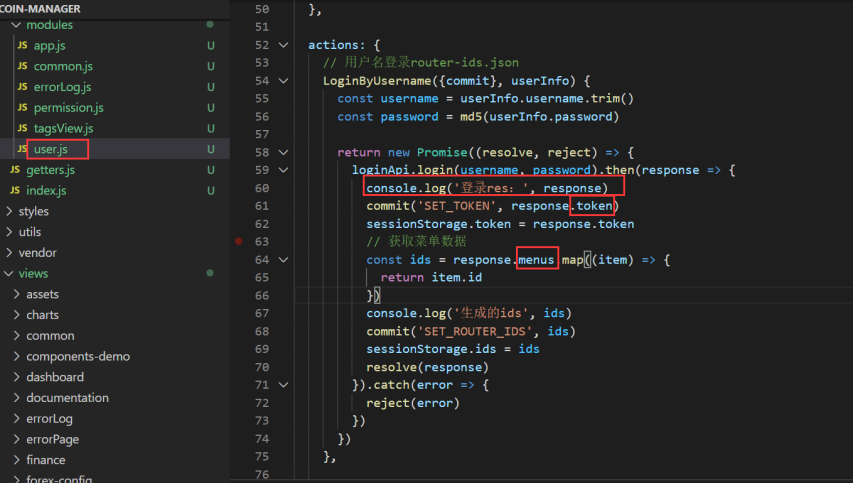 COIN-MANAGER
modules
JS app.js U
JS common.js U
JS errorLog.js U
JS permission.js U
JS tagsView.js U
JS user.js U
JS getters.js U
JS index.js U
styles
utils
vendor
views
assets
charts
common
components-demo
dashboard
documentation
errorLog
errorPage
finance
forex-config
50 },
51
52 actions: {
53 // 用户名登录router-ids.json
54 LoginByUsername({commit}, userInfo) {
55 const username = userInfo.username.trim()
56 const password = md5(userInfo.password)
57
58 return new Promise((resolve, reject) => {
59 loginApi.login(username, password).then(response => {
60 console.log('登录res: ', response)
61 commit('SET_TOKEN', response.token)
62 sessionStorage.token = response.token
63 // 获取菜单数据
64 const ids = response.menus.map((item) => {
65 return item.id
66 })
67 console.log('生成的ids', ids)
68 commit('SET_ROUTER_IDS', ids)
69 sessionStorage.ids = ids
70 resolve(response)
71 }).catch(error => {
72 reject(error)
73 })
74 })
75 },
76